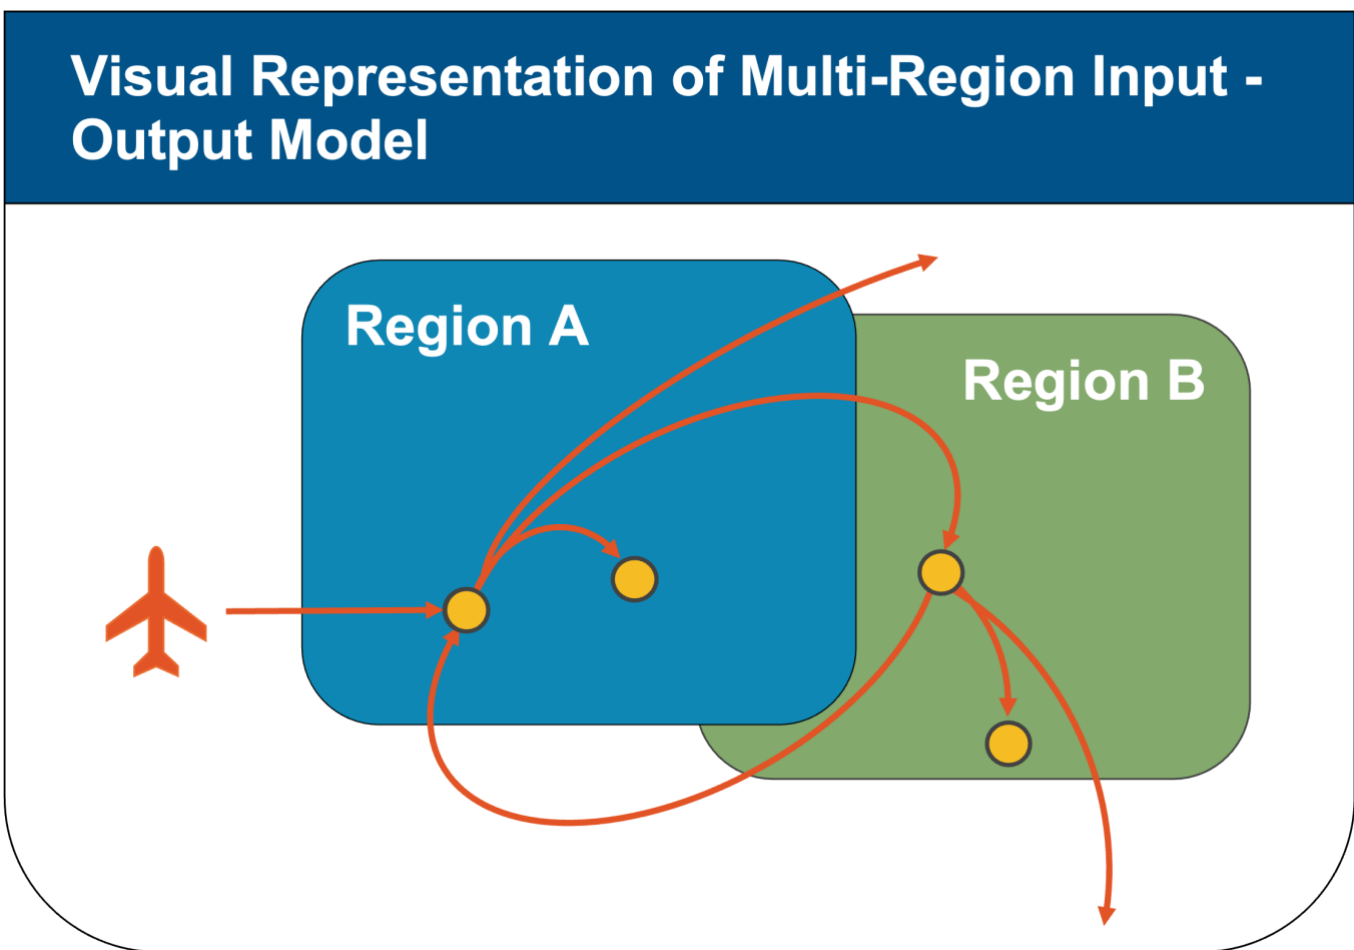 Visual Representation of Multi-Region Input -
Output Model
Region A
Region B